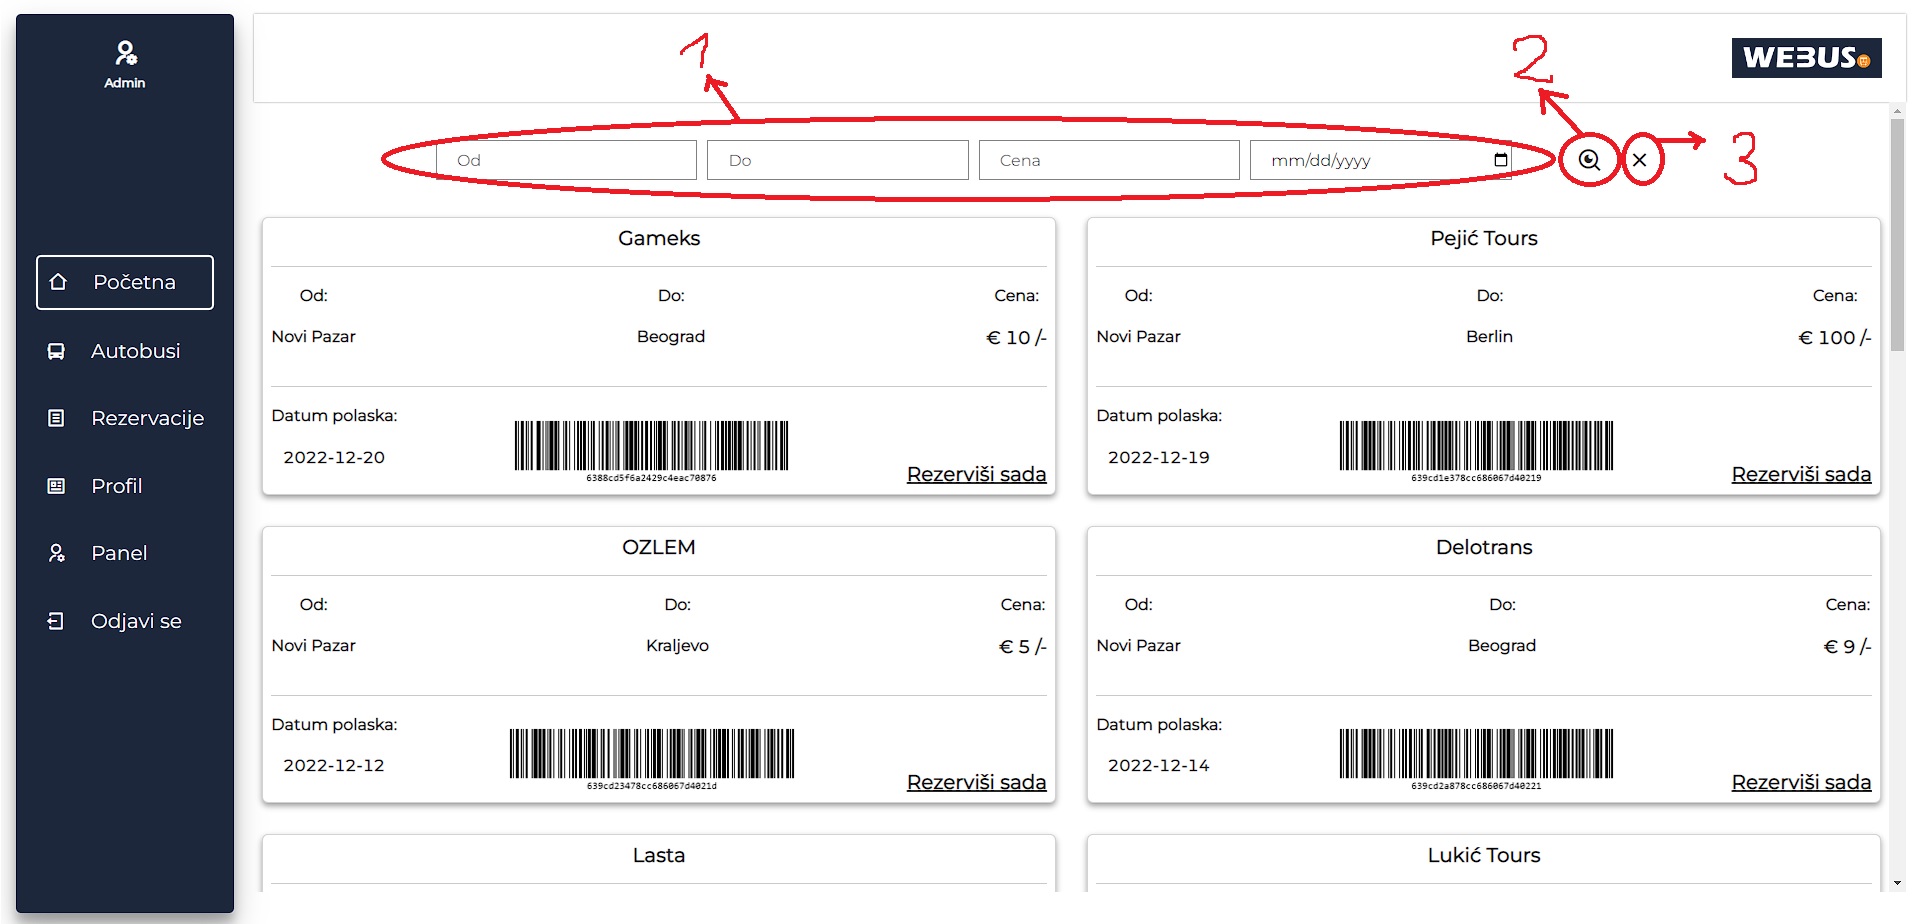 Admin
Početna
Autobusi
Rezervacije
Profil
Panel
Odjavi se
WEBUS
1
2
3
Od
Do
Cena
mm/dd/yyyy
Gameks
Od: Do: Cena:
Novi Pazar Beograd € 10 /-
Datum polaska:
2022-12-20
6388cd5f6a2429c4eac70876
Rezerviši sada
Pejić Tours
Od: Do: Cena:
Novi Pazar Berlin € 100 /-
Datum polaska:
2022-12-19
639cd1e378cc686067d40219
Rezerviši sada
OZLEM
Od: Do: Cena:
Novi Pazar Kraljevo € 5 /-
Datum polaska:
2022-12-12
639cd23478cc686067d4021d
Rezerviši sada
Delotrans
Od: Do: Cena:
Novi Pazar Beograd € 9 /-
Datum polaska:
2022-12-14
639cd2a878cc686067d40221
Rezerviši sada
Lasta
Lukić Tours